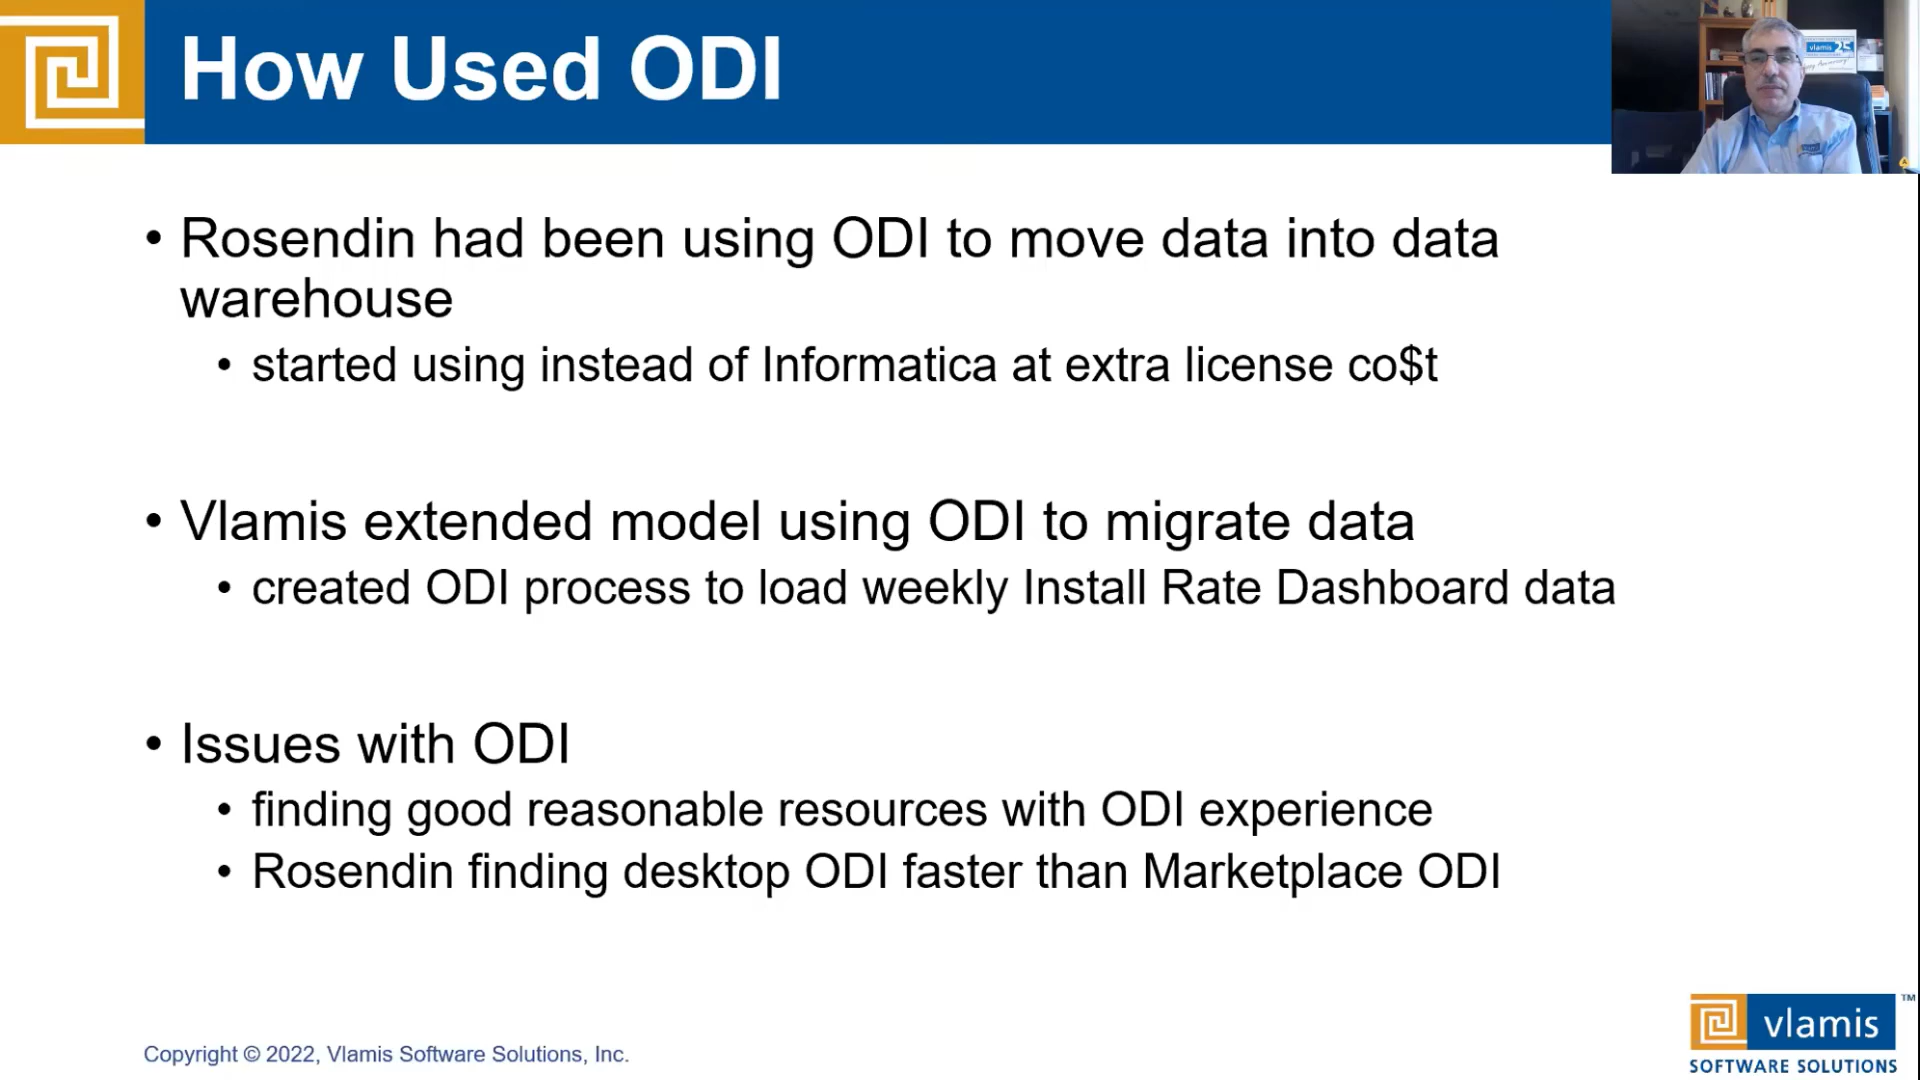 How Used ODI
vlamis 25
• Rosendin had been using ODI to move data into data
warehouse
• started using instead of Informatica at extra license co$t
• Vlamis extended model using ODI to migrate data
• created ODI process to load weekly Install Rate Dashboard data
• Issues with ODI
• finding good reasonable resources with ODI experience
• Rosendin finding desktop ODI faster than Marketplace ODI
Copyright © 2022, Vlamis Software Solutions, Inc.
vlamis ™
SOFTWARE SOLUTIONS